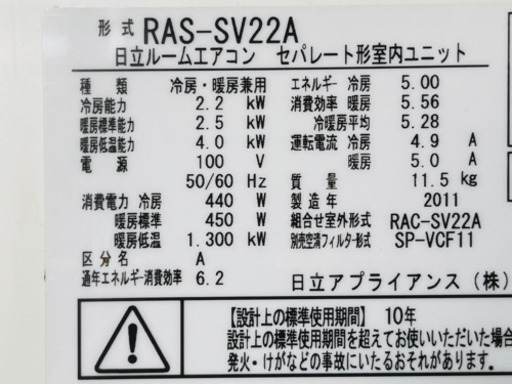 形式 RAS-SV22A
日立ルームエアコン セパレート形室内ユニット
種類 冷房・暖房兼用
冷房能力 2.2 kW
暖房標準能力 2.5 kW
暖房低温能力 4.0 kW
電源 100 V
50/60 Hz
消費電力 冷房 440 W
暖房標準 450 W
暖房低温 1.300 kW
区分名 A
通年エネルギー消費効率 6.2
エネルギー 冷房 5.00
消費効率 暖房 5.56
冷暖房平均 5.28
運転電流 冷房 4.9 A
暖房 5.0 A
質量 11.5 kg
製造年 2011
組合せ室外形式 RAC-SV22A
別売空清フィルター形式 SP-VCF11
日立アプライアンス(株)
【設計上の標準使用期間】 10年
設計上の標準使用期間を超えてお使いいただいた場合
発火・けがなどの事故にいたるおそれがあります。